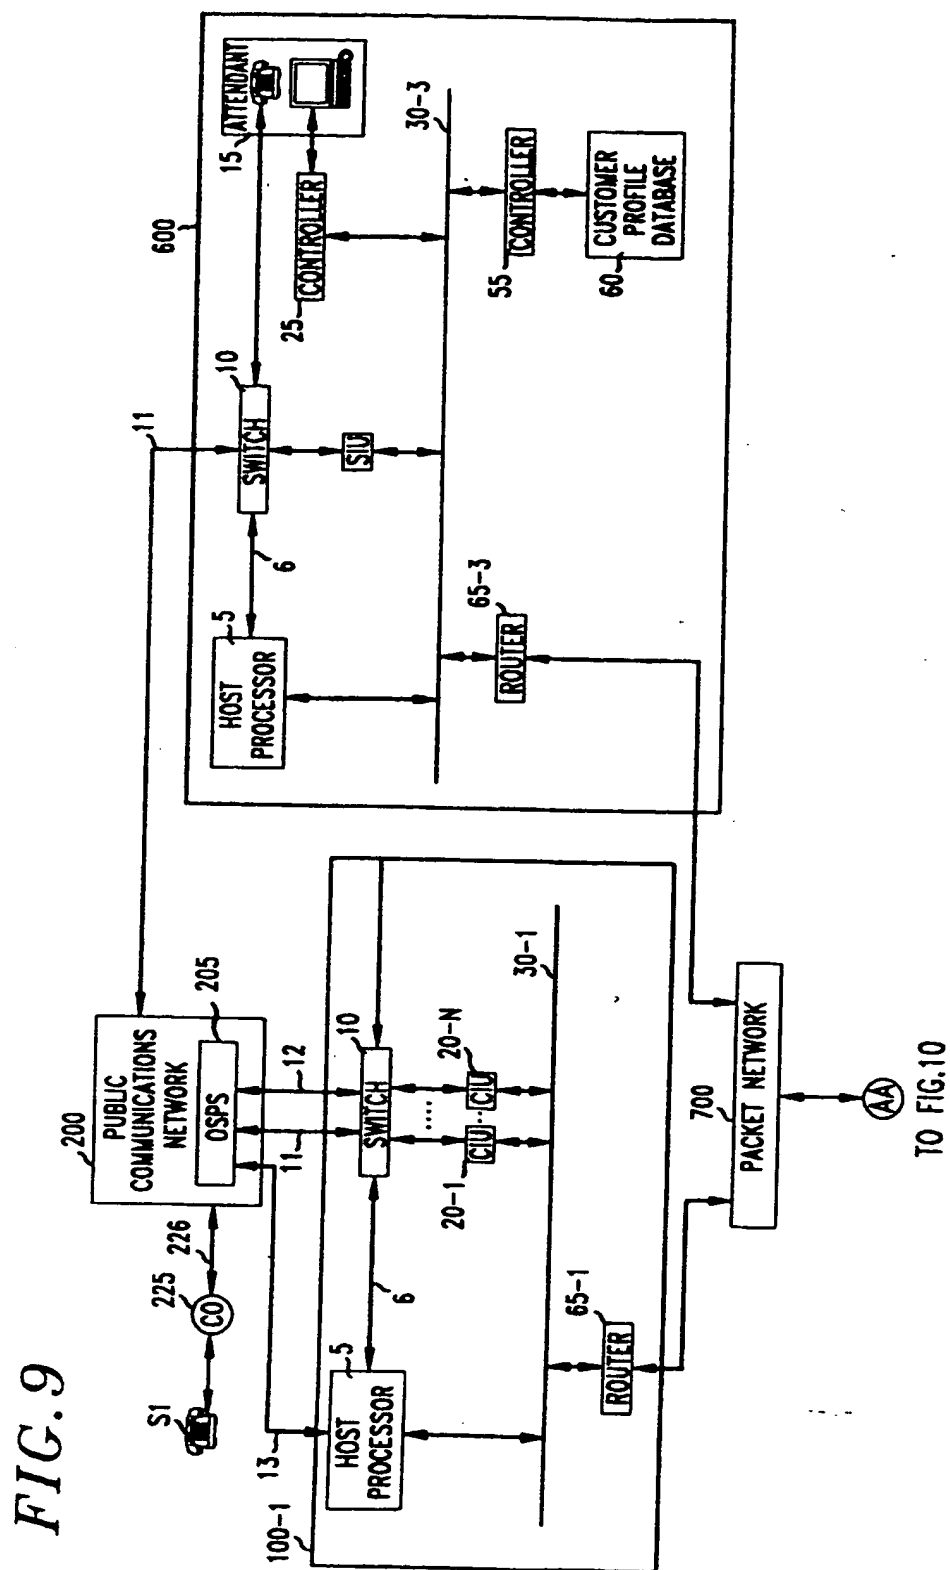 FIG. 9
S1
CO
225
226
200
PUBLIC
COMMUNICATIONS
NETWORK
OSPS
205
11
13
11
12
100-1
HOST
PROCESSOR
5
6
SWITCH
10
20-1
CIU
....
...
CIU
20-N
30-1
ROUTER
65-1
600
HOST
PROCESSOR
5
6
SWITCH
10
SIU
15
ATTENDANT
25
CONTROLLER
30-3
ROUTER
65-3
55
CONTROLLER
60
CUSTOMER
PROFILE
DATABASE
700
PACKET NETWORK
AA
TO FIG.10